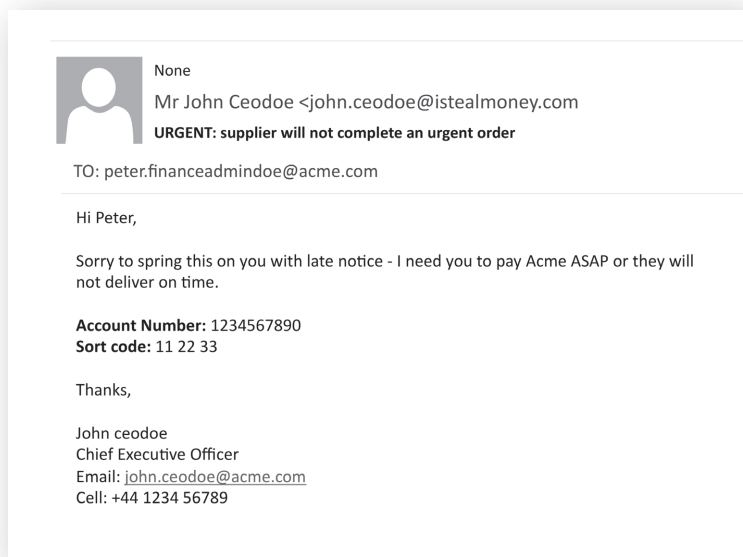 None
Mr John Ceodoe <john.ceodoe@istealmoney.com
URGENT: supplier will not complete an urgent order
TO: peter.financeadmindoe@acme.com
Hi Peter,
Sorry to spring this on you with late notice - I need you to pay Acme ASAP or they will
not deliver on time.
Account Number: 1234567890
Sort code: 11 22 33
Thanks,
John ceodoe
Chief Executive Officer
Email: john.ceodoe@acme.com
Cell: +44 1234 56789